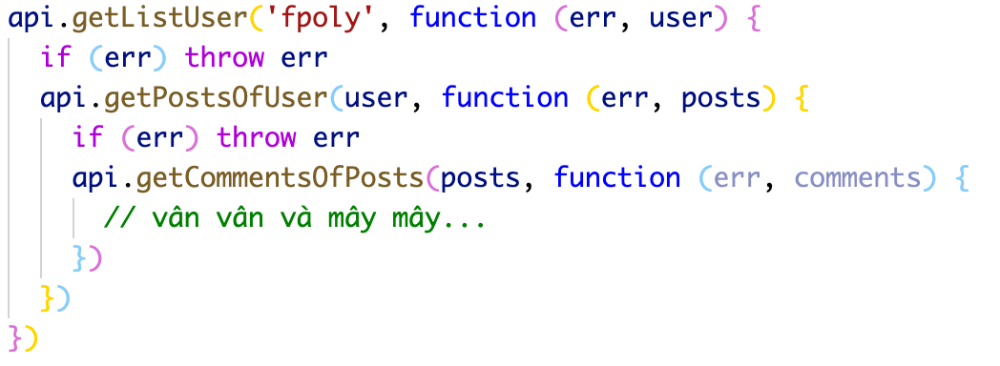 api.getListUser('fpoly', function (err, user) {
  if (err) throw err
  api.getPostsOfUser(user, function (err, posts) {
    if (err) throw err
    api.getCommentsOfPosts(posts, function (err, comments) {
      // vân vân và mây mây...
    })
  })
})